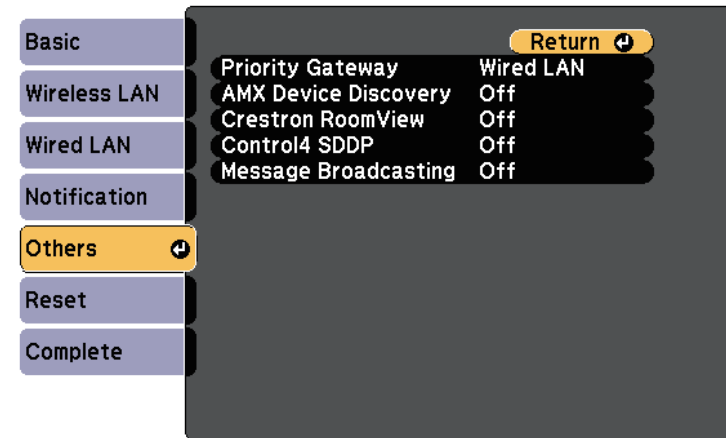 Basic
Wireless LAN
Wired LAN
Notification
Others
Reset
Complete
Return
Priority Gateway Wired LAN
AMX Device Discovery Off
Crestron RoomView Off
Control4 SDDP Off
Message Broadcasting Off